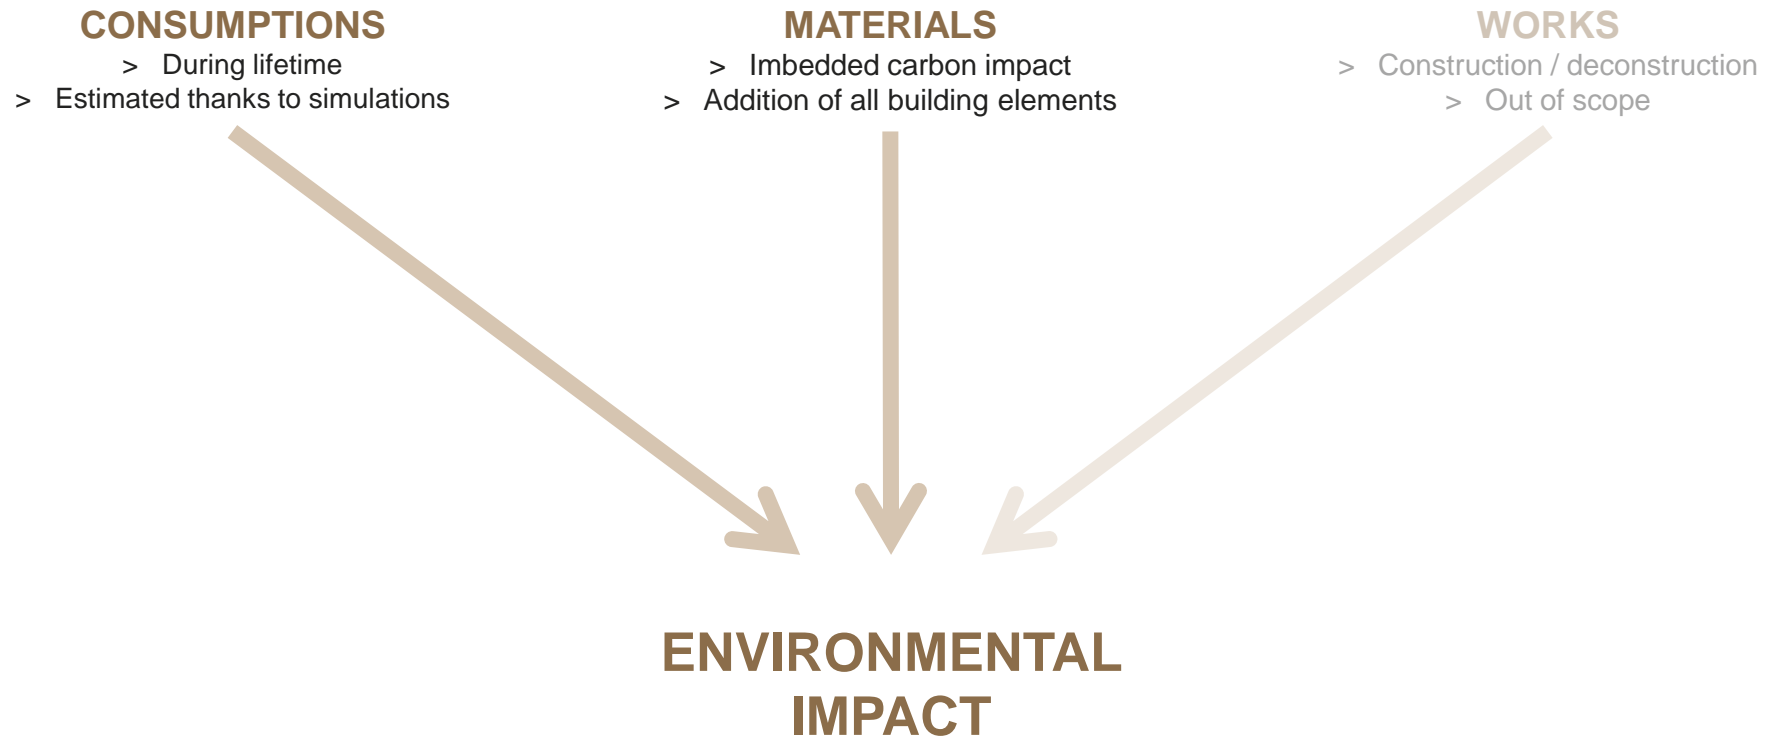 CONSUMPTIONS
> During lifetime
> Estimated thanks to simulations
MATERIALS
> Imbedded carbon impact
> Addition of all building elements
WORKS
> Construction / deconstruction
> Out of scope
ENVIRONMENTAL
IMPACT